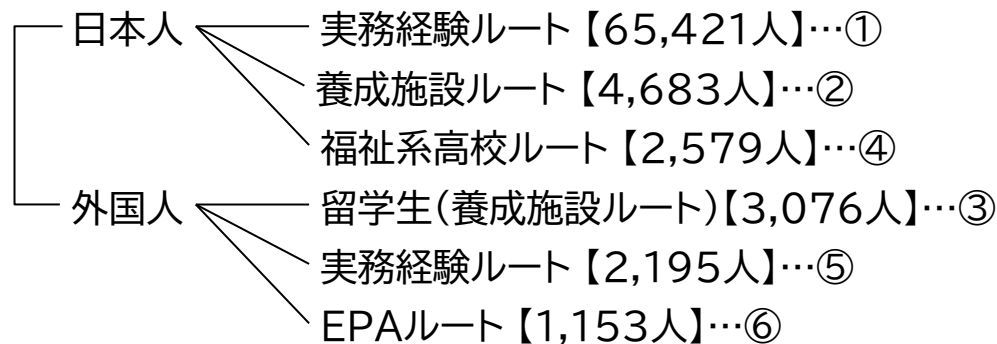 日本人 実務経験ルート【65,421人】…①
養成施設ルート【4,683人】…②
福祉系高校ルート【2,579人】…④
外国人 留学生(養成施設ルート)【3,076人】…③
実務経験ルート【2,195人】…⑤
EPAルート【1,153人】…⑥